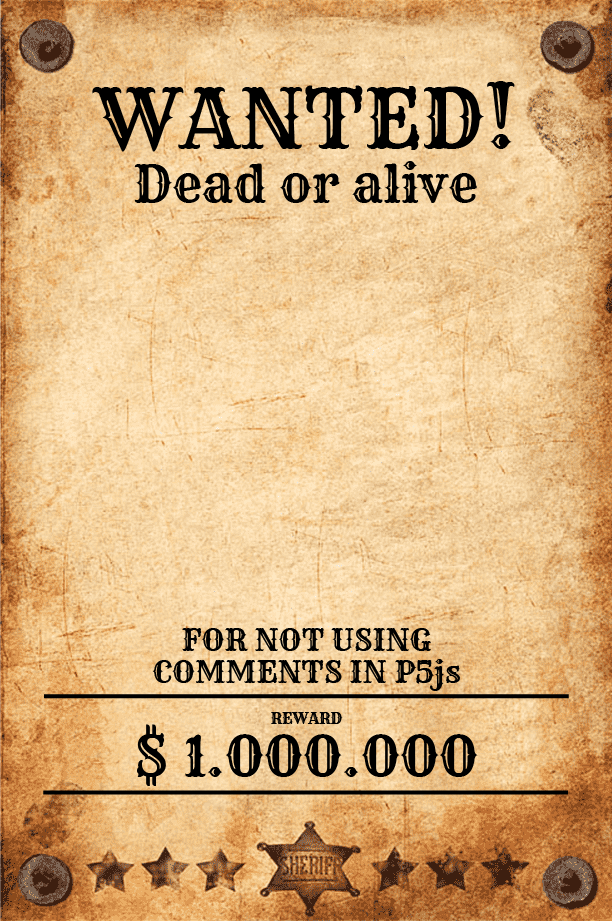 WANTED!
Dead or alive
FOR NOT USING
COMMENTS IN P5js
REWARD
$ 1.000.000
SHERIFF